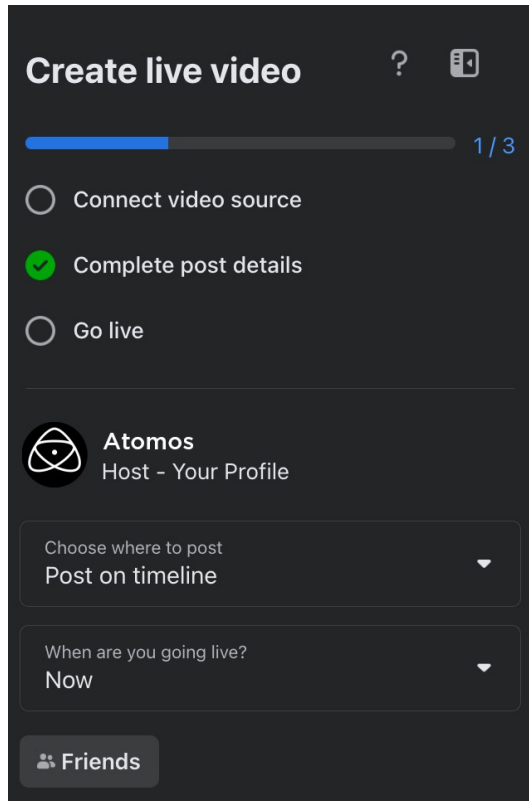 Create live video
?
1 / 3
Connect video source
Complete post details
Go live
Atomos
Host - Your Profile
Choose where to post
Post on timeline
When are you going live?
Now
Friends